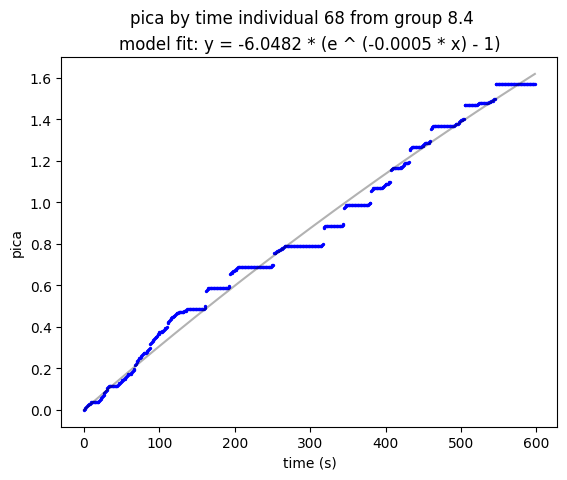 pica by time individual 68 from group 8.4
model fit: y = -6.0482 * (e ^ (-0.0005 * x) - 1)
1.6
1.4
1.2
1.0
0.8
0.6
0.4
0.2
0.0
pica
0 100 200 300 400 500 600
time (s)